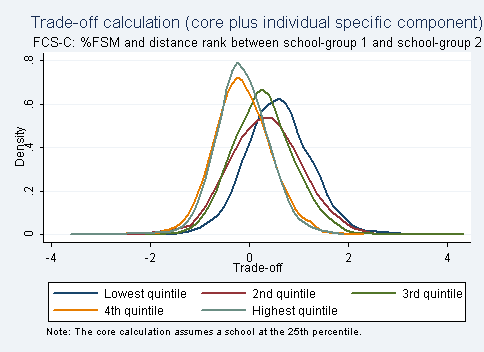 Trade-off calculation (core plus individual specific component)
FCS-C: %FSM and distance rank between school-group 1 and school-group 2
.8
.6
.4
.2
0
Density
-4 -2 0 2 4
Trade-off
Lowest quintile 2nd quintile 3rd quintile
4th quintile Highest quintile
Note: The core calculation assumes a school at the 25th percentile.